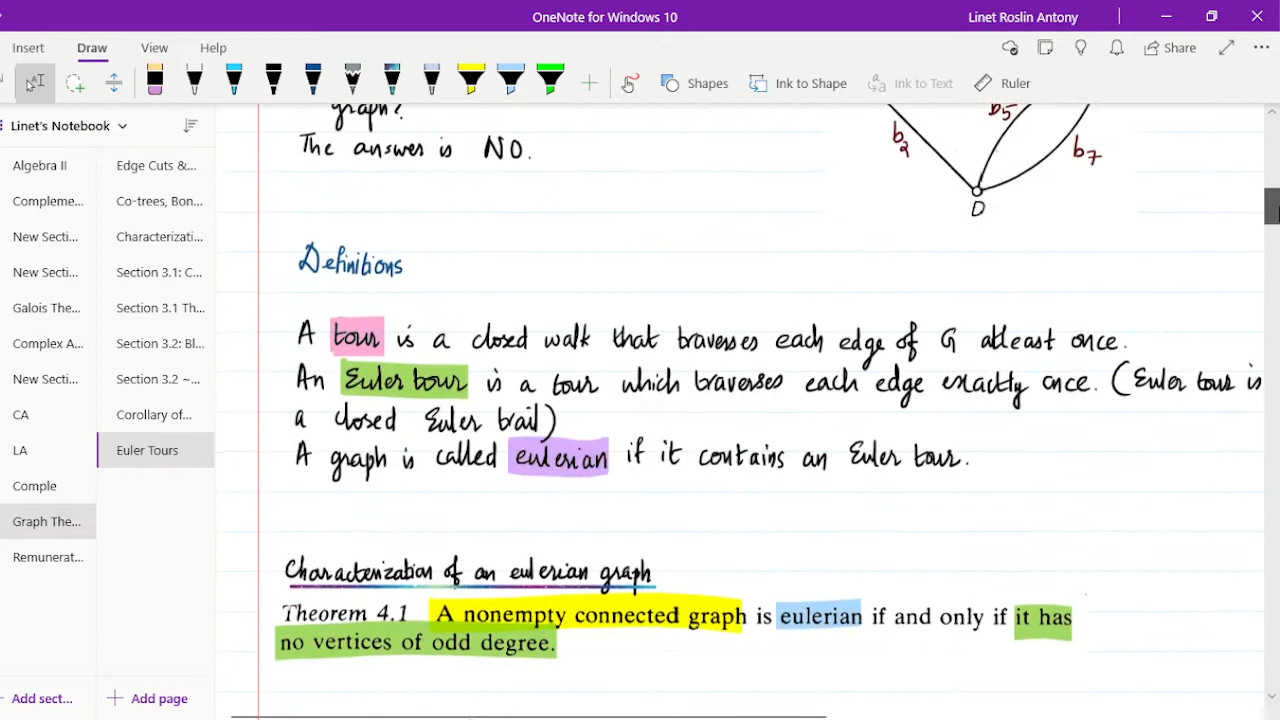 OneNote for Windows 10
Linet Roslin Antony
Insert
Draw
View
Help
Share
Shapes
Ink to Shape
Ink to Text
Ruler
Linet's Notebook
Algebra II
Compleme...
New Secti...
New Secti...
Galois The...
Complex A...
New Secti...
CA
LA
Comple
Graph The...
Remunerat...
Add sect...
Edge Cuts &...
Co-trees, Bon...
Characterizati...
Section 3.1: C...
Section 3.1 Th...
Section 3.2: Bl...
Section 3.2 ~...
Corollary of...
Euler Tours
Add page
graph?
The answer is NO.
b5
b2
b7
D
Definitions
A tour is a closed walk that traverses each edge of G atleast once.
An Euler tour is a tour which traverses each edge exactly once. (Euler tour is
a closed Euler trail)
A graph is called eulerian if it contains an Euler tour.
Characterization of an eulerian graph
Theorem 4.1 A nonempty connected graph is eulerian if and only if it has
no vertices of odd degree.